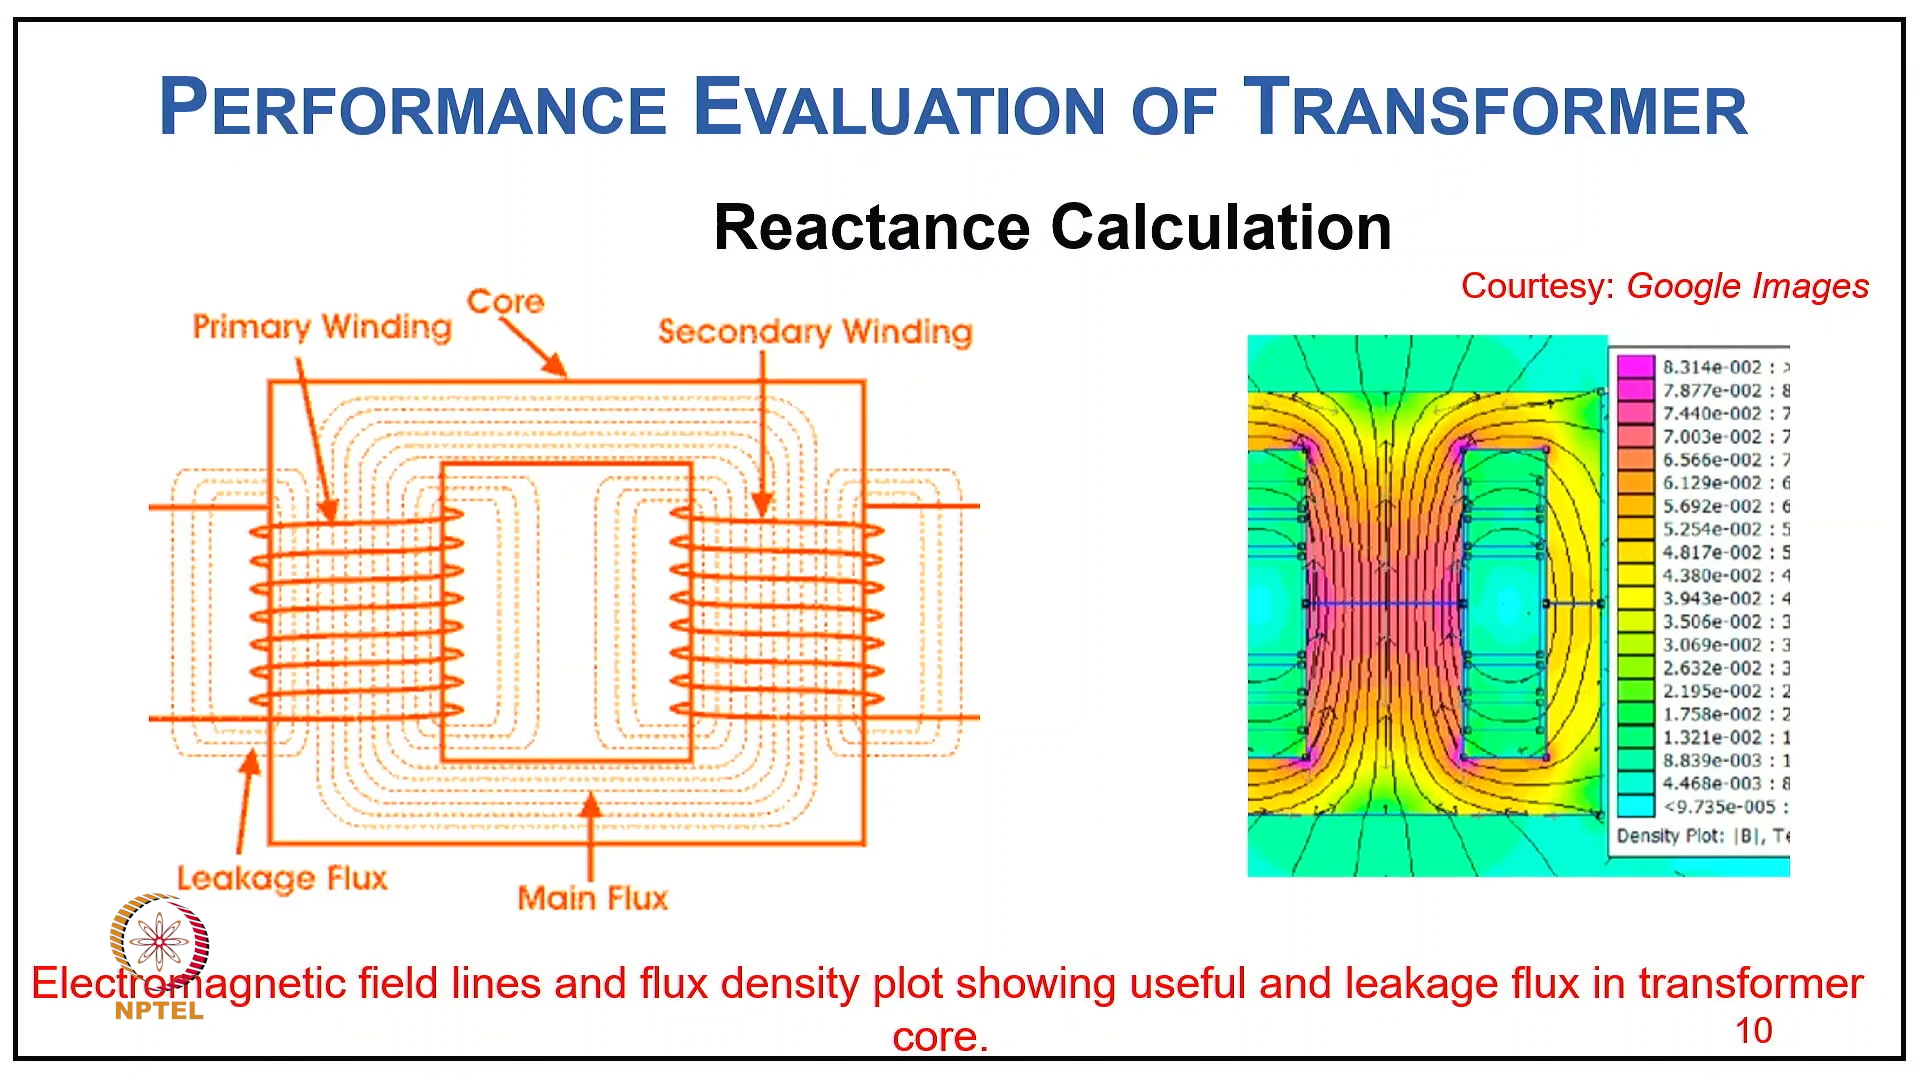 PERFORMANCE EVALUATION OF TRANSFORMER
Reactance Calculation
Courtesy: Google Images
Core
Primary Winding
Secondary Winding
Leakage Flux
Main Flux
8.314e-002 : >
7.877e-002 : 8
7.440e-002 : 7
7.003e-002 : 7
6.566e-002 : 7
6.129e-002 : 6
5.692e-002 : 6
5.254e-002 : 5
4.817e-002 : 5
4.380e-002 : 4
3.943e-002 : 4
3.506e-002 : 3
3.069e-002 : 3
2.632e-002 : 3
2.195e-002 : 2
1.758e-002 : 2
1.321e-002 : 1
8.839e-003 : 1
4.468e-003 : 8
<9.735e-005 :
Density Plot: |B|, Te
Electromagnetic field lines and flux density plot showing useful and leakage flux in transformer
core.
NPTEL
10